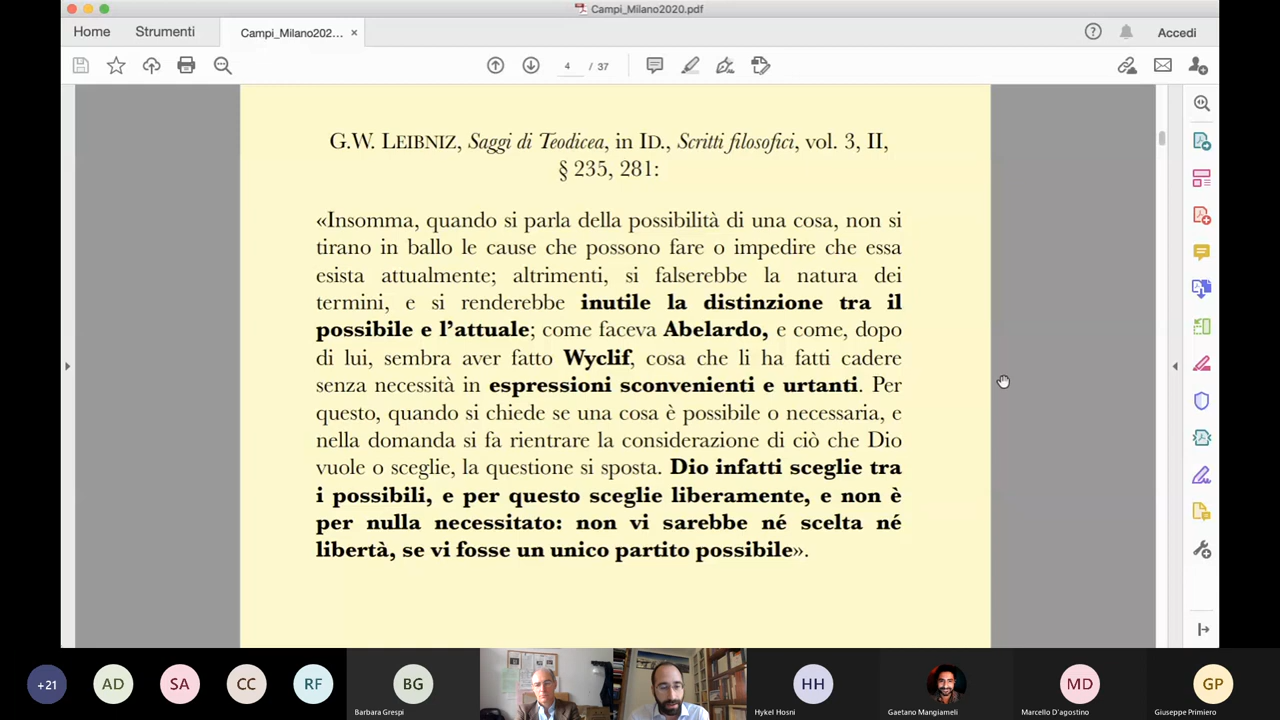 Campi_Milano2020.pdf
Home
Strumenti
Campi_Milano202...
×
?
Accedi
4 / 37
G.W. LEIBNIZ, Saggi di Teodicea, in ID., Scritti filosofici, vol. 3, II,
§ 235, 281:
«Insomma, quando si parla della possibilità di una cosa, non si
tirano in ballo le cause che possono fare o impedire che essa
esista attualmente; altrimenti, si falserebbe la natura dei
termini, e si renderebbe inutile la distinzione tra il
possibile e l’attuale; come faceva Abelardo, e come, dopo
di lui, sembra aver fatto Wyclif, cosa che li ha fatti cadere
senza necessità in espressioni sconvenienti e urtanti. Per
questo, quando si chiede se una cosa è possibile o necessaria, e
nella domanda si fa rientrare la considerazione di ciò che Dio
vuole o sceglie, la questione si sposta. Dio infatti sceglie tra
i possibili, e per questo sceglie liberamente, e non è
per nulla necessitato: non vi sarebbe né scelta né
libertà, se vi fosse un unico partito possibile».
+21
AD
SA
CC
RF
BG
Barbara Grespi
HH
Hykel Hosni
Gaetano Mangiameli
MD
Marcello D'agostino
GP
Giuseppe Primiero